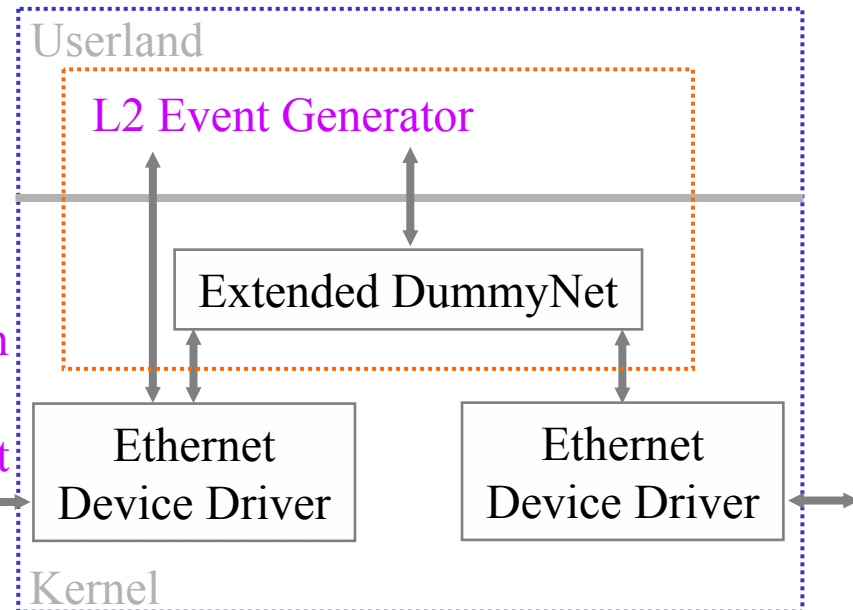 Userland
L2 Event Generator
Extended DummyNet
Ethernet
Device Driver
Ethernet
Device Driver
Kernel